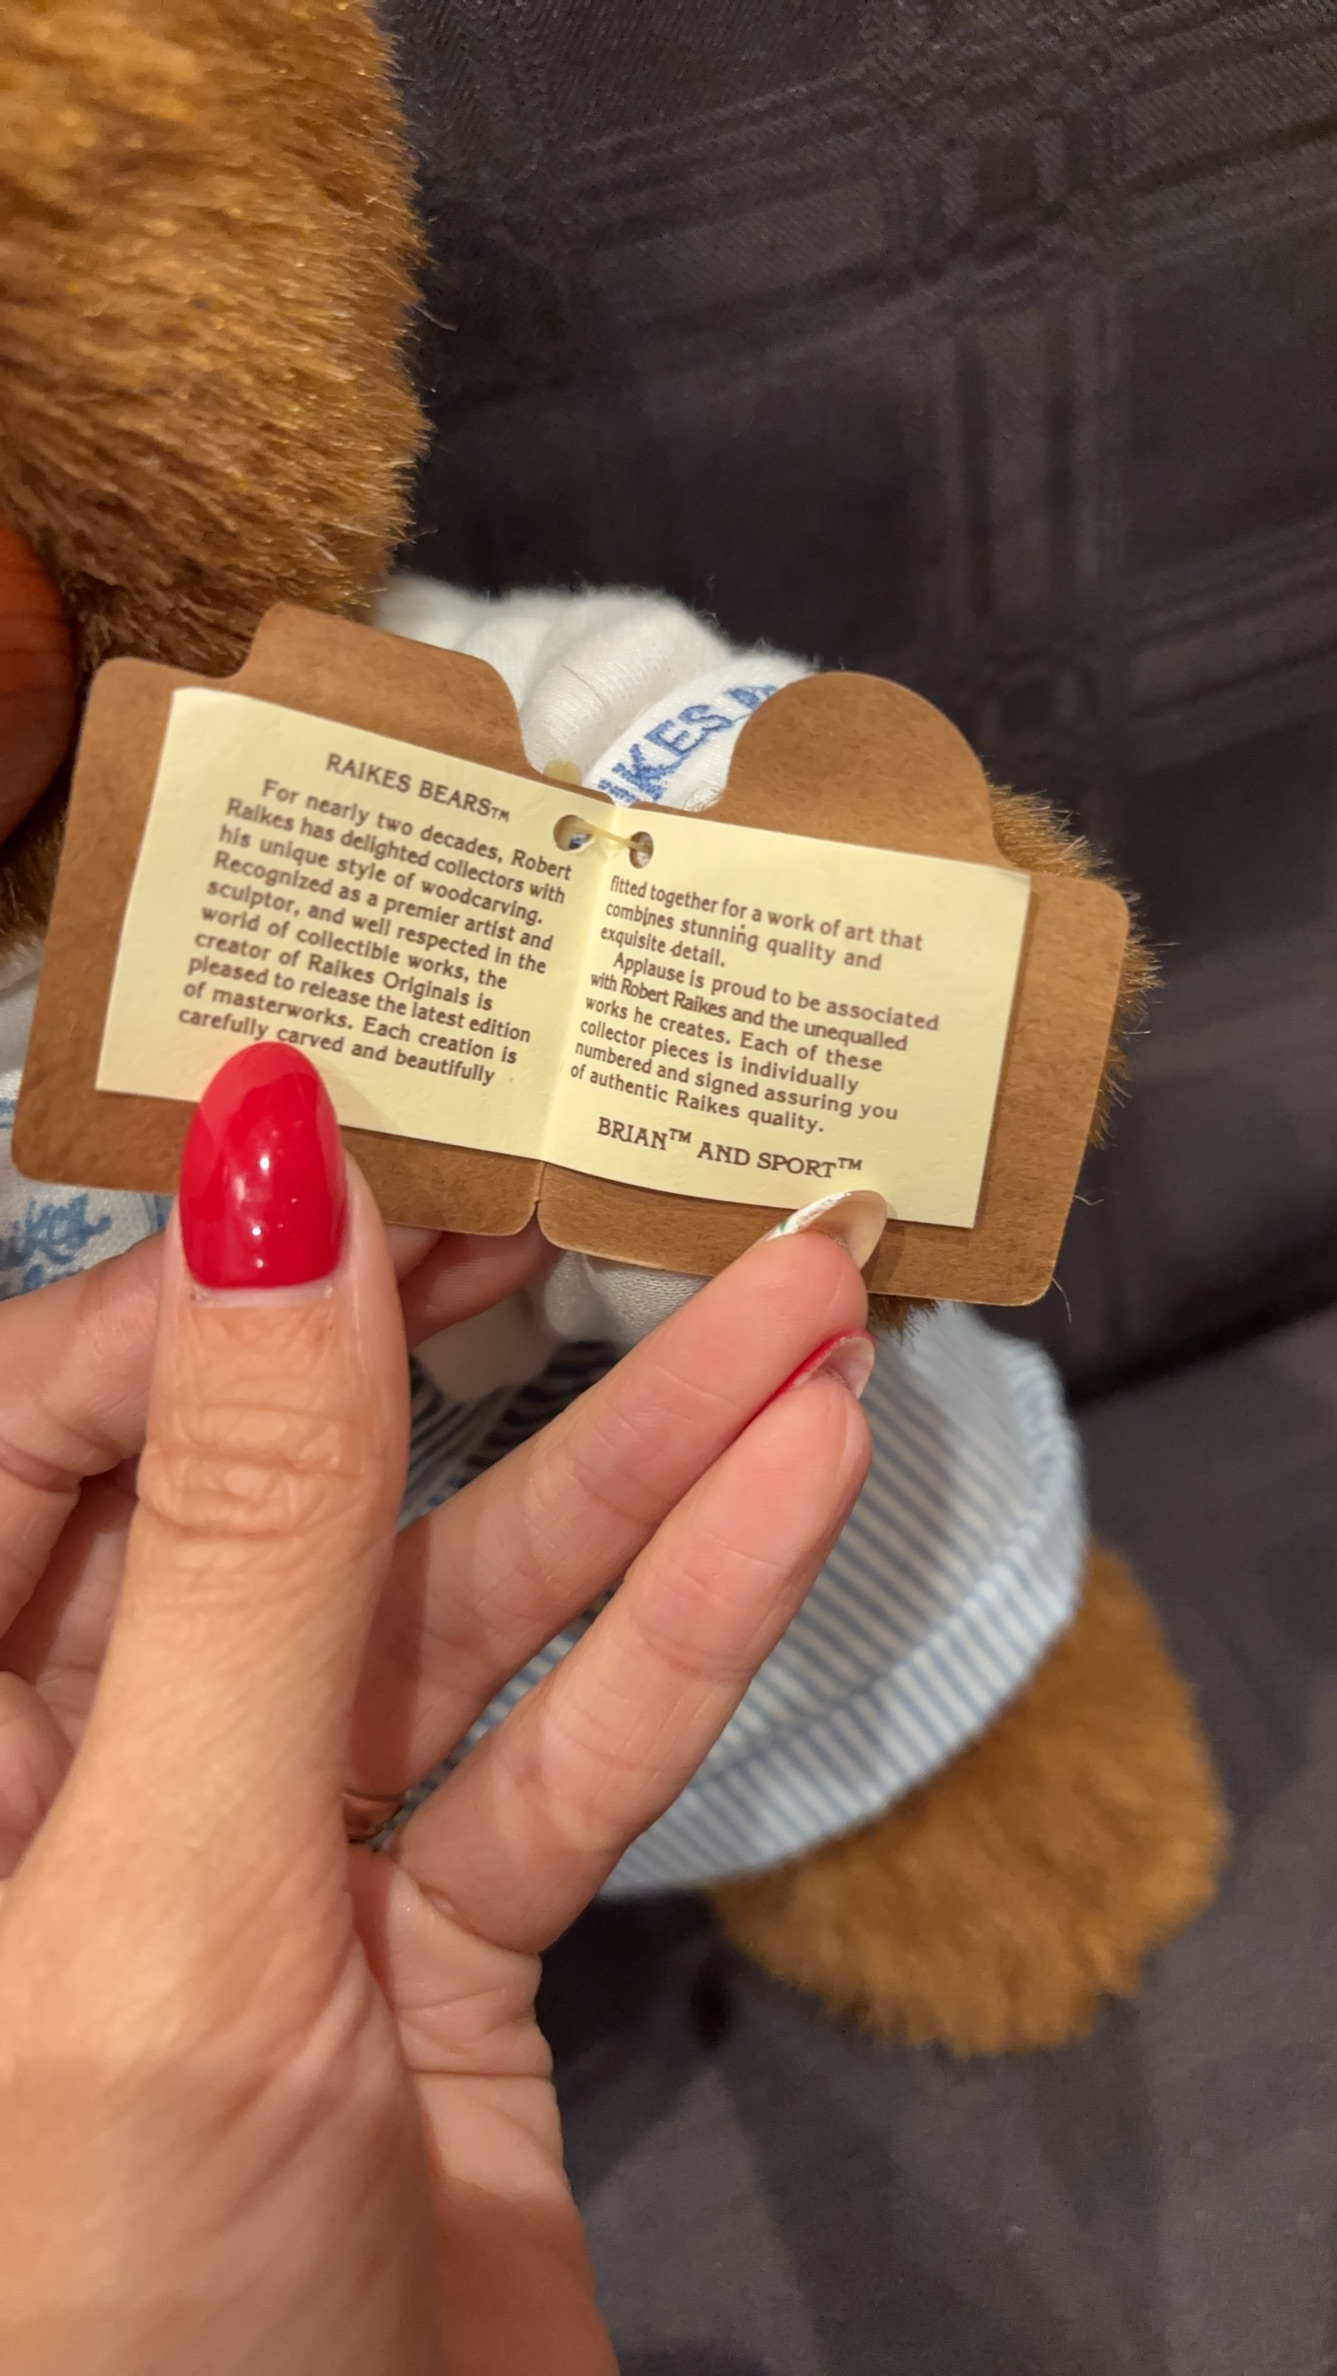 RAIKES BEARS™
For nearly two decades, Robert
Raikes has delighted collectors with
his unique style of woodcarving.
Recognized as a premier artist and
sculptor, and well respected in the
world of collectible works, the
creator of Raikes Originals is
pleased to release the latest edition
of masterworks. Each creation is
carefully carved and beautifully
fitted together for a work of art that
combines stunning quality and
exquisite detail.
Applause is proud to be associated
with Robert Raikes and the unequalled
works he creates. Each of these
collector pieces is individually
numbered and signed assuring you
of authentic Raikes quality.
BRIAN™ AND SPORT™